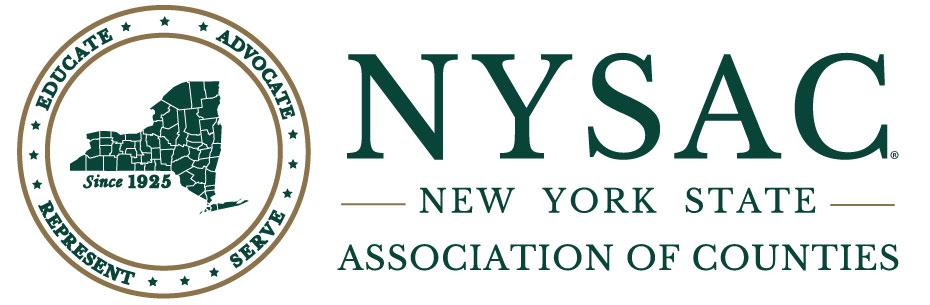 EDUCATE
ADVOCATE
REPRESENT
SERVE
Since 1925
NYSAC®
NEW YORK STATE
ASSOCIATION OF COUNTIES